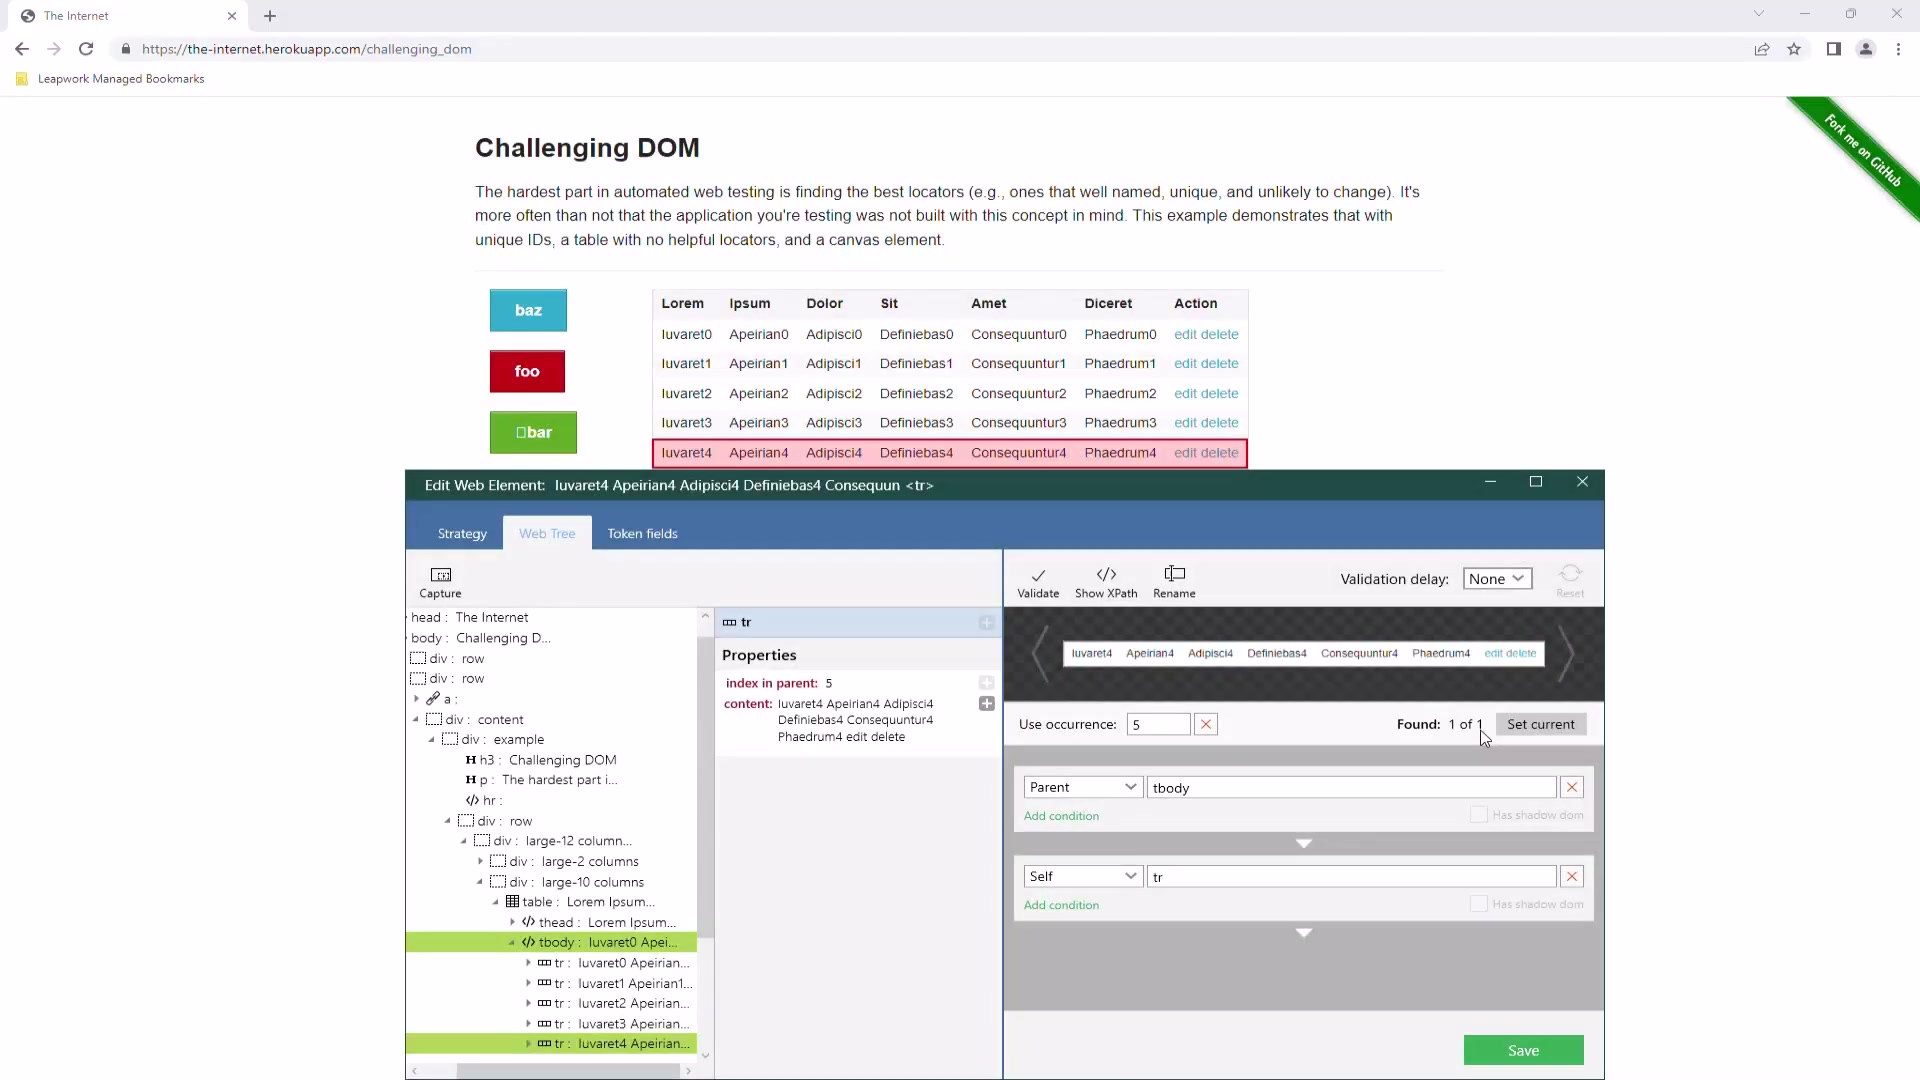 The Internet
https://the-internet.herokuapp.com/challenging_dom
Leapwork Managed Bookmarks
Fork me on GitHub
Challenging DOM
The hardest part in automated web testing is finding the best locators (e.g., ones that well named, unique, and unlikely to change). It's
more often than not that the application you're testing was not built with this concept in mind. This example demonstrates that with
unique IDs, a table with no helpful locators, and a canvas element.
baz
foo
bar
Lorem Ipsum Dolor Sit Amet Diceret Action
Iuvaret0 Apeirian0 Adipisci0 Definiebas0 Consequuntur0 Phaedrum0 edit delete
Iuvaret1 Apeirian1 Adipisci1 Definiebas1 Consequuntur1 Phaedrum1 edit delete
Iuvaret2 Apeirian2 Adipisci2 Definiebas2 Consequuntur2 Phaedrum2 edit delete
Iuvaret3 Apeirian3 Adipisci3 Definiebas3 Consequuntur3 Phaedrum3 edit delete
Iuvaret4 Apeirian4 Adipisci4 Definiebas4 Consequuntur4 Phaedrum4 edit delete
Edit Web Element: Iuvaret4 Apeirian4 Adipisci4 Definiebas4 Consequun <tr>
Strategy Web Tree Token fields
Capture
head : The Internet
body : Challenging D...
div : row
div : row
a :
div : content
div : example
H h3 : Challenging DOM
H p : The hardest part i...
</> hr :
div : row
div : large-12 column...
div : large-2 columns
div : large-10 columns
table : Lorem Ipsum...
</> thead : Lorem Ipsum...
</> tbody : Iuvaret0 Apei...
tr : Iuvaret0 Apeirian...
tr : Iuvaret1 Apeirian1...
tr : Iuvaret2 Apeirian...
tr : Iuvaret3 Apeirian...
tr : Iuvaret4 Apeirian...
tr
Properties
index in parent: 5
content: Iuvaret4 Apeirian4 Adipisci4
Definiebas4 Consequuntur4
Phaedrum4 edit delete
Validate Show XPath Rename
Validation delay: None
Reset
Iuvaret4 Apeirian4 Adipisci4 Definiebas4 Consequuntur4 Phaedrum4 edit delete
Use occurrence: 5
Found: 1 of 1 Set current
Parent tbody
Add condition Has shadow dom
Self tr
Add condition Has shadow dom
Save